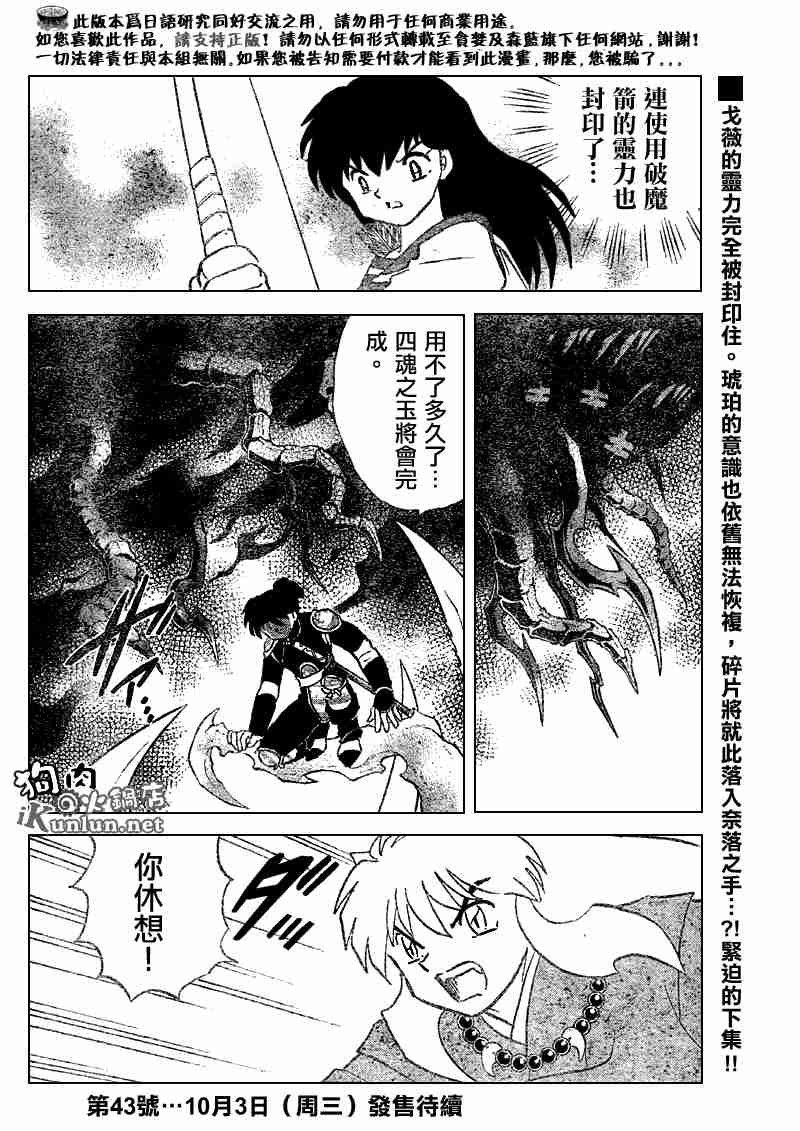 此版本爲日語研究同好交流之用，請勿用于任何商業用途。
如您喜歡此作品，請支持正版！請勿以任何形式轉載至貪婪及森藍旗下任何網站，謝謝！
一切法律責任與本組無關。如果您被告知需要付款才能看到此漫畫，那麼，您被騙了...
連使用破魔
箭的靈力也
封印了…
■戈薇的靈力完全被封印住。琥珀的意識也依舊無法恢複，碎片將就此落入奈落之手…?!緊迫的下集!!
用不了多久了…
四魂之玉將會完
成。
ズズズ
狗肉
火鍋店
iKunlun.net
你休想！
ダッ
第43號…10月3日（周三）發售待續